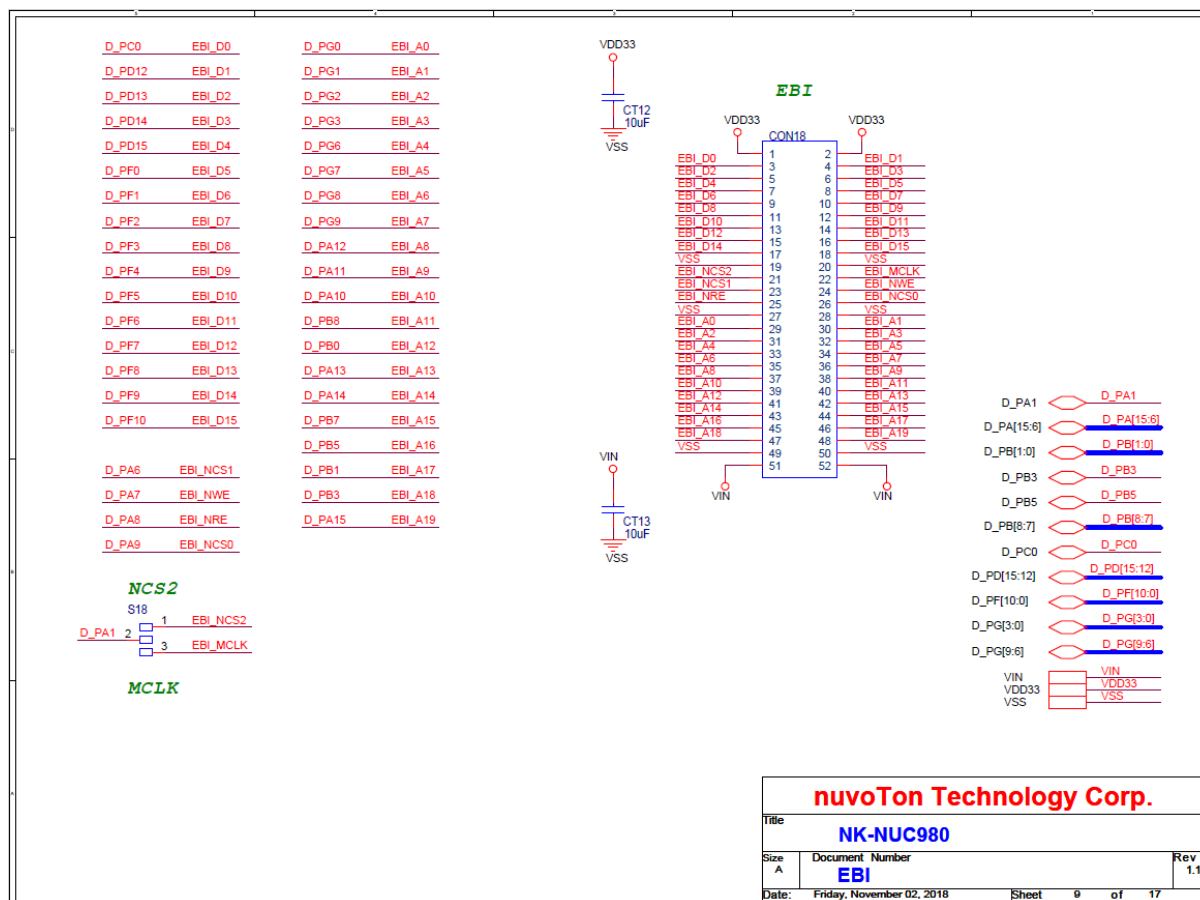 D_PC0 EBI_D0
D_PD12 EBI_D1
D_PD13 EBI_D2
D_PD14 EBI_D3
D_PD15 EBI_D4
D_PF0 EBI_D5
D_PF1 EBI_D6
D_PF2 EBI_D7
D_PF3 EBI_D8
D_PF4 EBI_D9
D_PF5 EBI_D10
D_PF6 EBI_D11
D_PF7 EBI_D12
D_PF8 EBI_D13
D_PF9 EBI_D14
D_PF10 EBI_D15
D_PA6 EBI_NCS1
D_PA7 EBI_NWE
D_PA8 EBI_NRE
D_PA9 EBI_NCS0
NCS2
S18
1 EBI_NCS2
D_PA1 2
3 EBI_MCLK
MCLK
D_PG0 EBI_A0
D_PG1 EBI_A1
D_PG2 EBI_A2
D_PG3 EBI_A3
D_PG6 EBI_A4
D_PG7 EBI_A5
D_PG8 EBI_A6
D_PG9 EBI_A7
D_PA12 EBI_A8
D_PA11 EBI_A9
D_PA10 EBI_A10
D_PB8 EBI_A11
D_PB0 EBI_A12
D_PA13 EBI_A13
D_PA14 EBI_A14
D_PB7 EBI_A15
D_PB5 EBI_A16
D_PB1 EBI_A17
D_PB3 EBI_A18
D_PA15 EBI_A19
VDD33
CT12
10uF
VSS
VIN
CT13
10uF
VSS
EBI
VDD33 VDD33
CON18
1 2
EBI_D0 3 4 EBI_D1
EBI_D2 5 6 EBI_D3
EBI_D4 7 8 EBI_D5
EBI_D6 9 10 EBI_D7
EBI_D8 11 12 EBI_D9
EBI_D10 13 14 EBI_D11
EBI_D12 15 16 EBI_D13
EBI_D14 17 18 EBI_D15
VSS 19 20 VSS
EBI_NCS2 21 22 EBI_MCLK
EBI_NCS1 23 24 EBI_NWE
EBI_NRE 25 26 EBI_NCS0
VSS 27 28 VSS
EBI_A0 29 30 EBI_A1
EBI_A2 31 32 EBI_A3
EBI_A4 33 34 EBI_A5
EBI_A6 35 36 EBI_A7
EBI_A8 37 38 EBI_A9
EBI_A10 39 40 EBI_A11
EBI_A12 41 42 EBI_A13
EBI_A14 43 44 EBI_A15
EBI_A16 45 46 EBI_A17
EBI_A18 47 48 EBI_A19
VSS 49 50 VSS
51 52
VIN VIN
D_PA1 D_PA1
D_PA[15:6] D_PA[15:6]
D_PB[1:0] D_PB[1:0]
D_PB3 D_PB3
D_PB5 D_PB5
D_PB[8:7] D_PB[8:7]
D_PC0 D_PC0
D_PD[15:12] D_PD[15:12]
D_PF[10:0] D_PF[10:0]
D_PG[3:0] D_PG[3:0]
D_PG[9:6] D_PG[9:6]
VIN VIN
VDD33 VDD33
VSS VSS
nuvoTon Technology Corp.
Title
NK-NUC980
Size Document Number Rev
A EBI 1.1
Date: Friday, November 02, 2018 Sheet 9 of 17